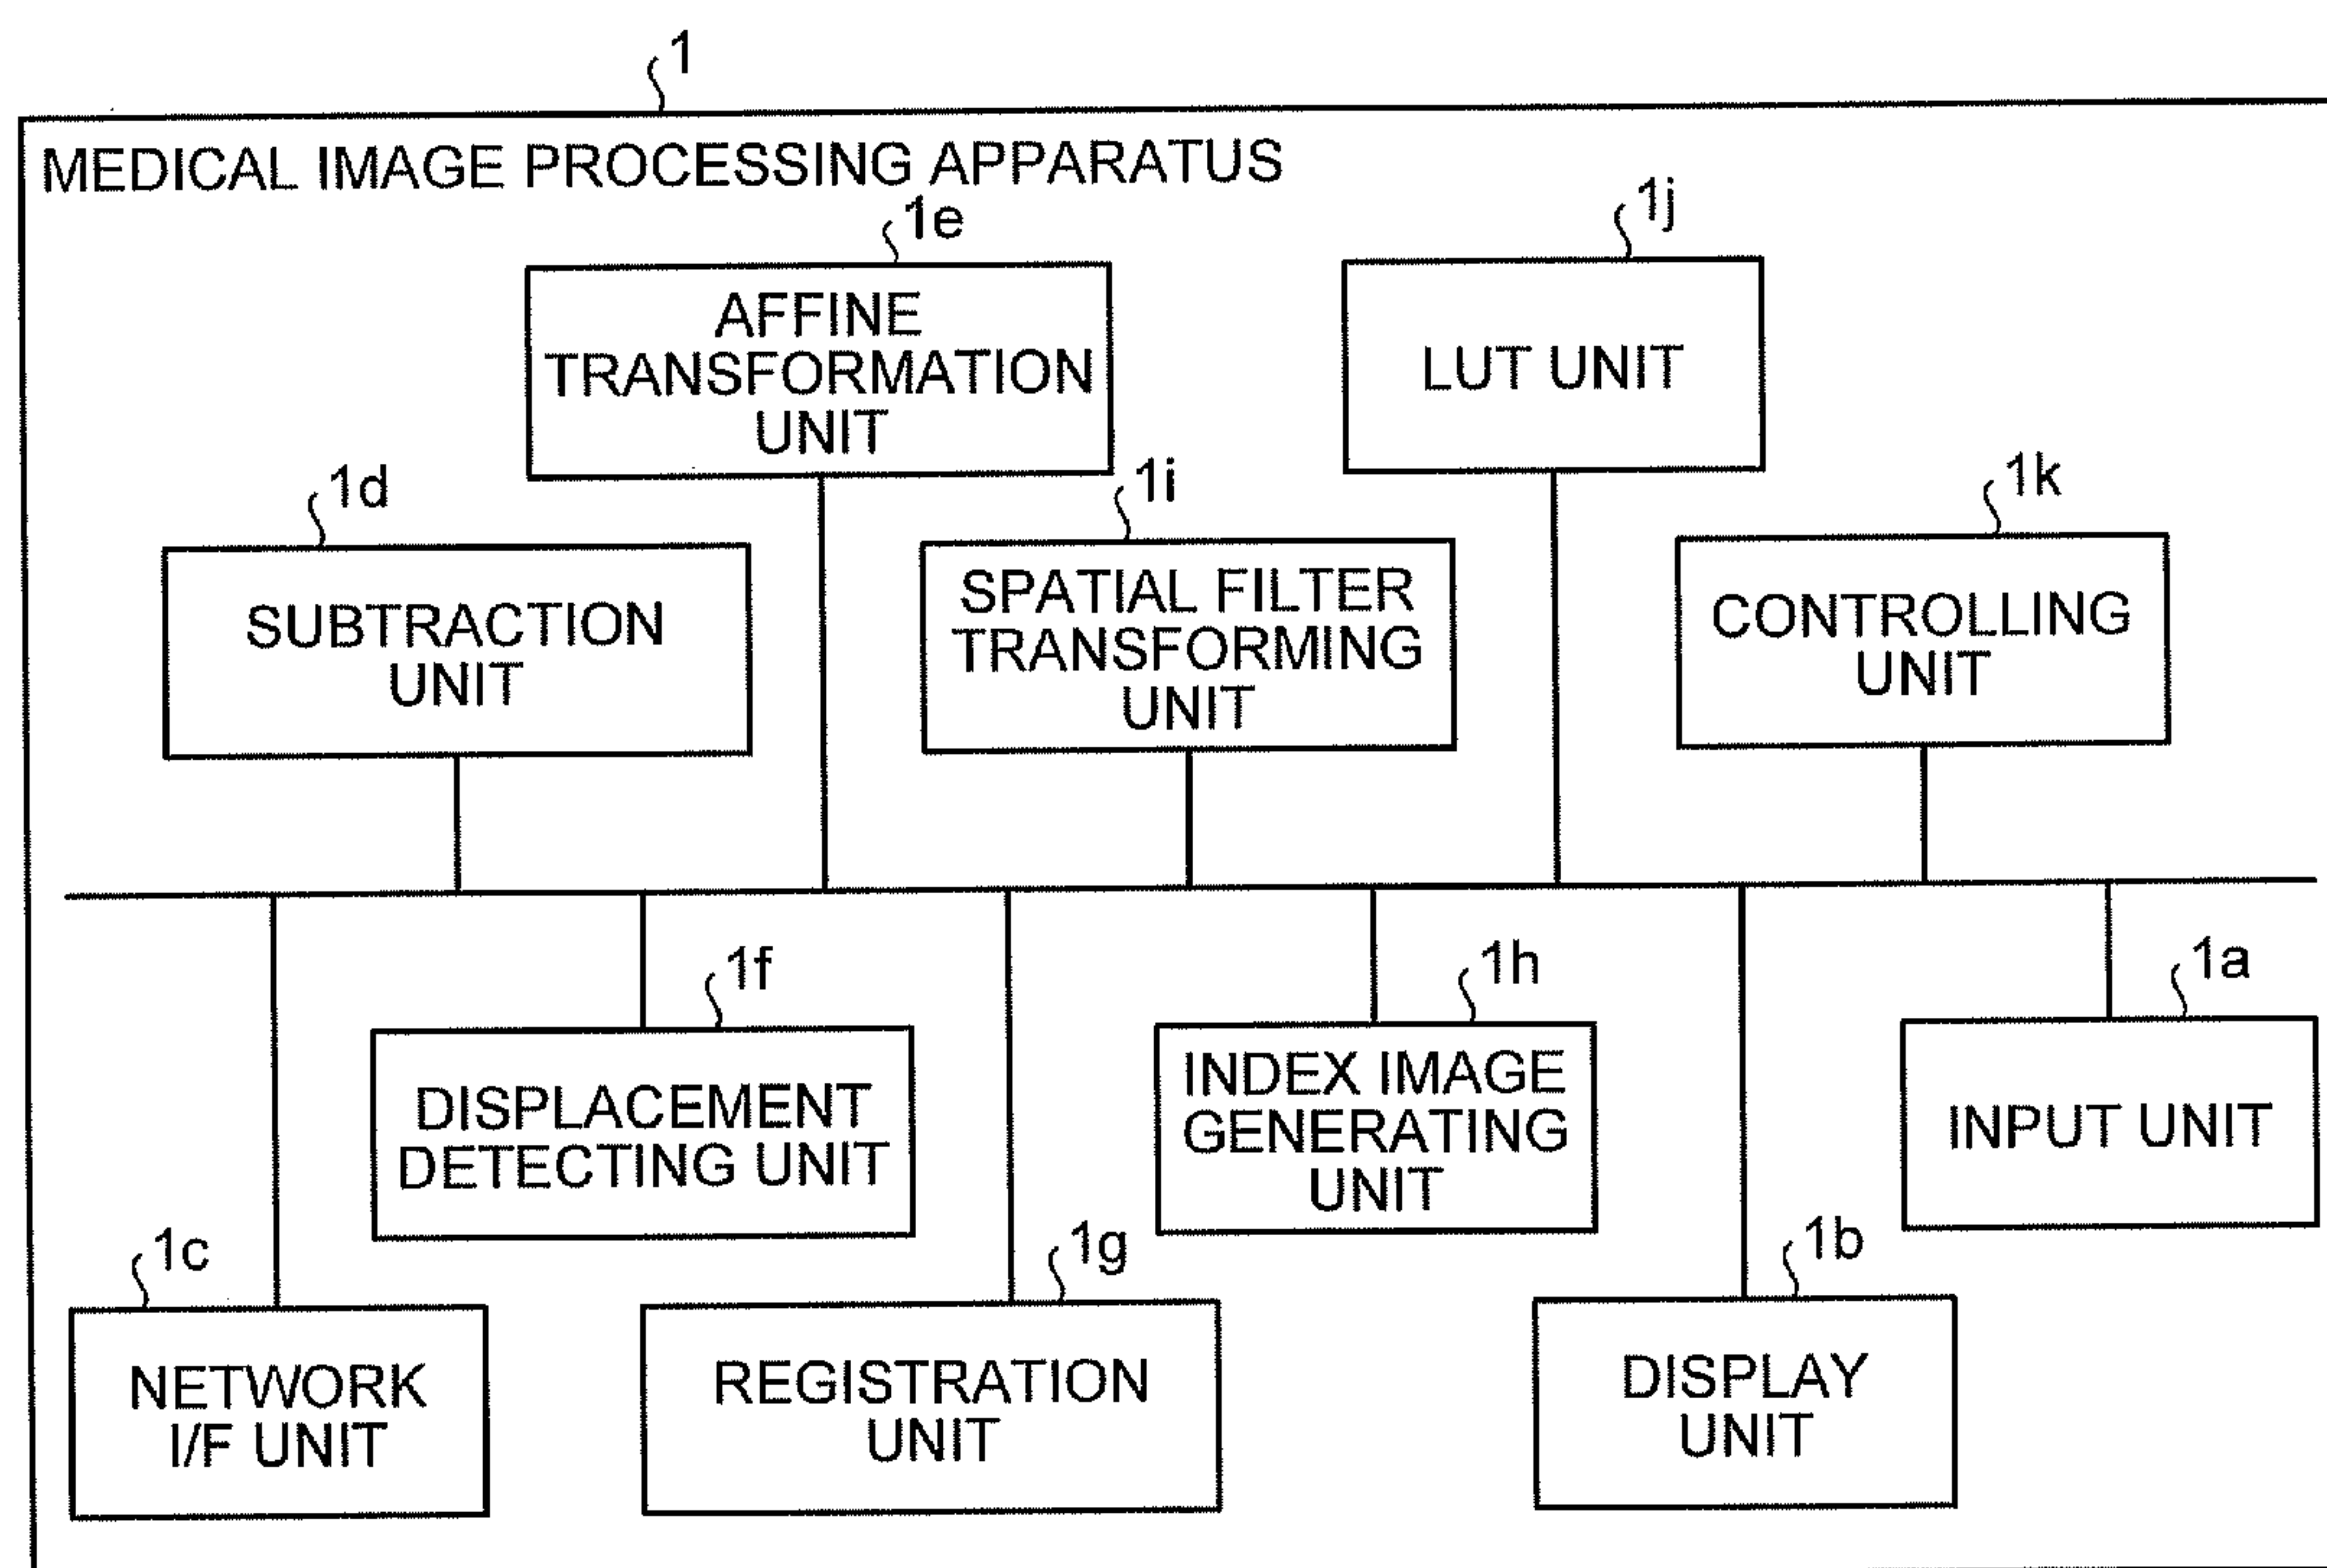 1
MEDICAL IMAGE PROCESSING APPARATUS
1e
AFFINE
TRANSFORMATION
UNIT
1j
LUT UNIT
1d
SUBTRACTION
UNIT
1i
SPATIAL FILTER
TRANSFORMING
UNIT
1k
CONTROLLING
UNIT
1f
DISPLACEMENT
DETECTING UNIT
1h
INDEX IMAGE
GENERATING
UNIT
1a
INPUT UNIT
1c
NETWORK
I/F UNIT
1g
REGISTRATION
UNIT
1b
DISPLAY
UNIT